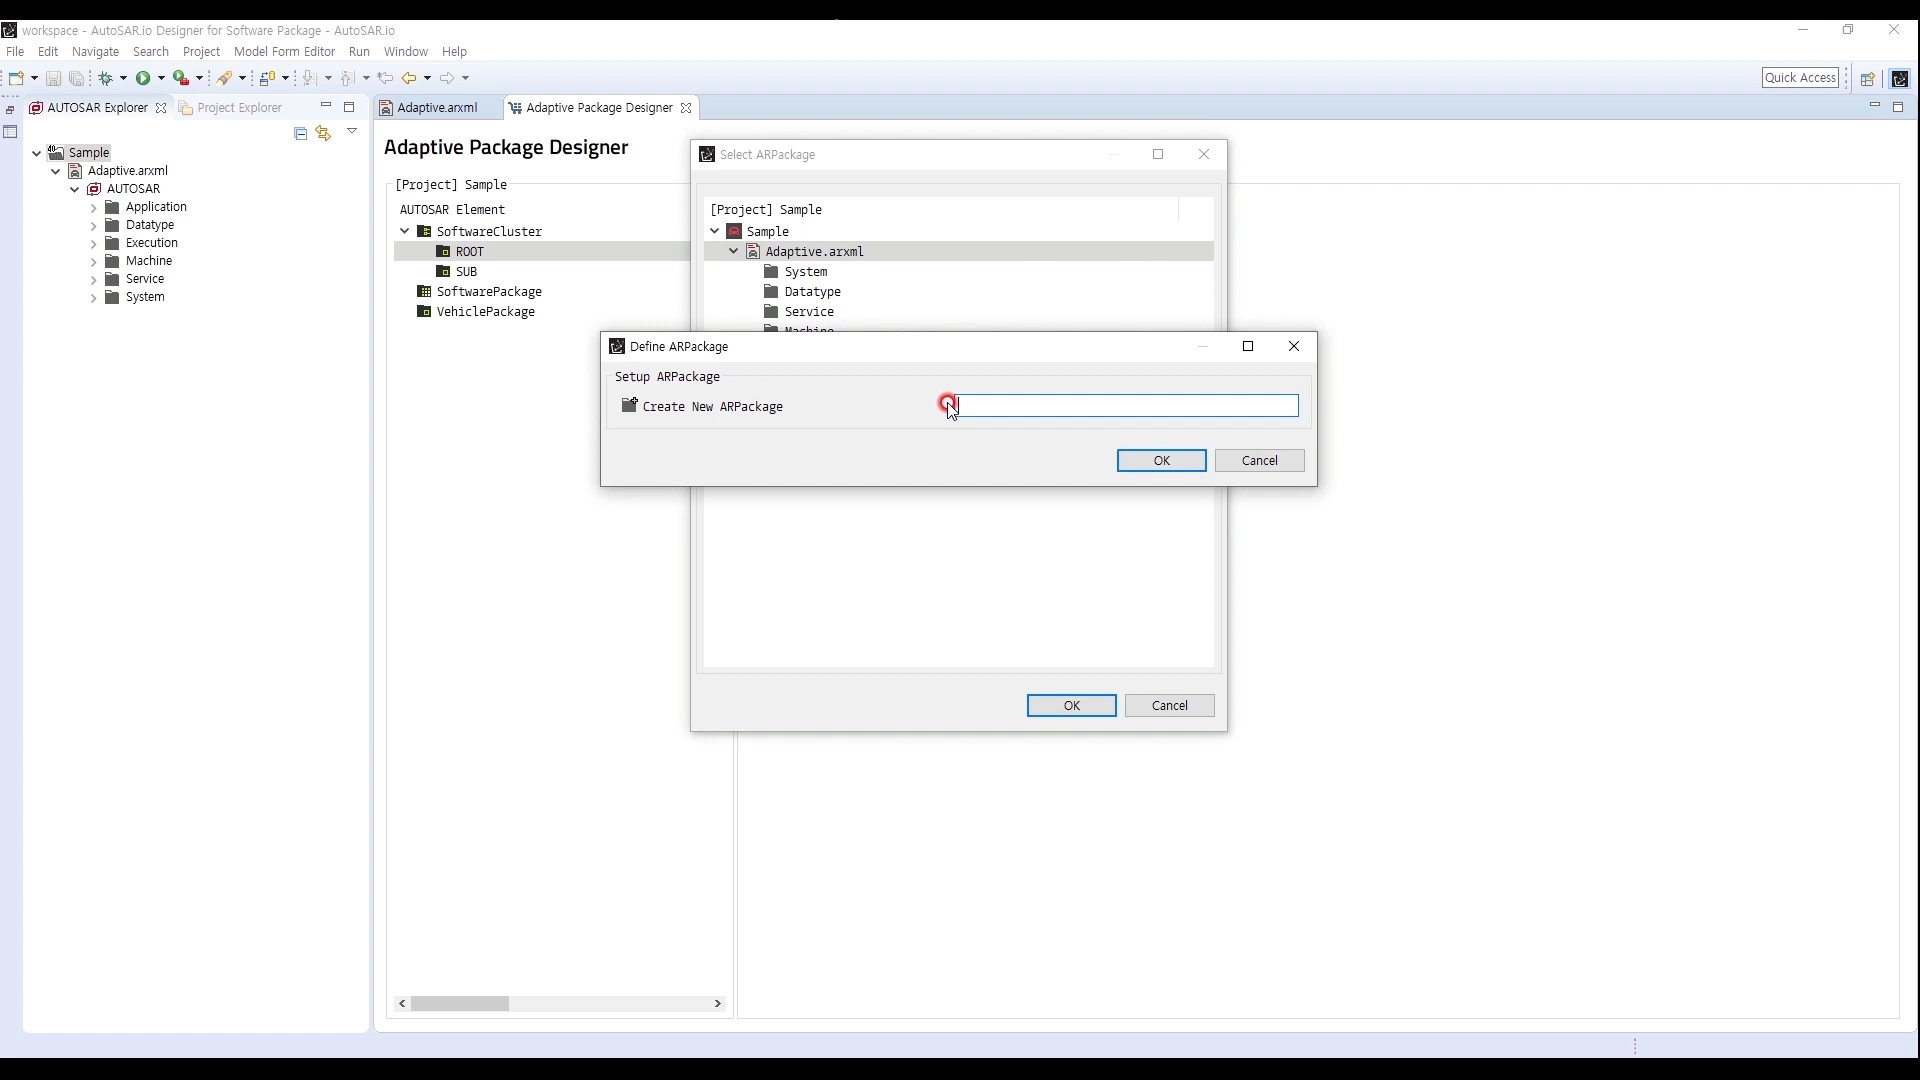 workspace - AutoSAR.io Designer for Software Package - AutoSAR.io
File Edit Navigate Search Project Model Form Editor Run Window Help
Quick Access
AUTOSAR Explorer Project Explorer
Adaptive.arxml Adaptive Package Designer
Sample
Adaptive.arxml
AUTOSAR
Application
Datatype
Execution
Machine
Service
System
Adaptive Package Designer
[Project] Sample
AUTOSAR Element
SoftwareCluster
ROOT
SUB
SoftwarePackage
VehiclePackage
Select ARPackage
[Project] Sample
Sample
Adaptive.arxml
System
Datatype
Service
Machine
Define ARPackage
Setup ARPackage
Create New ARPackage
OK Cancel
OK Cancel